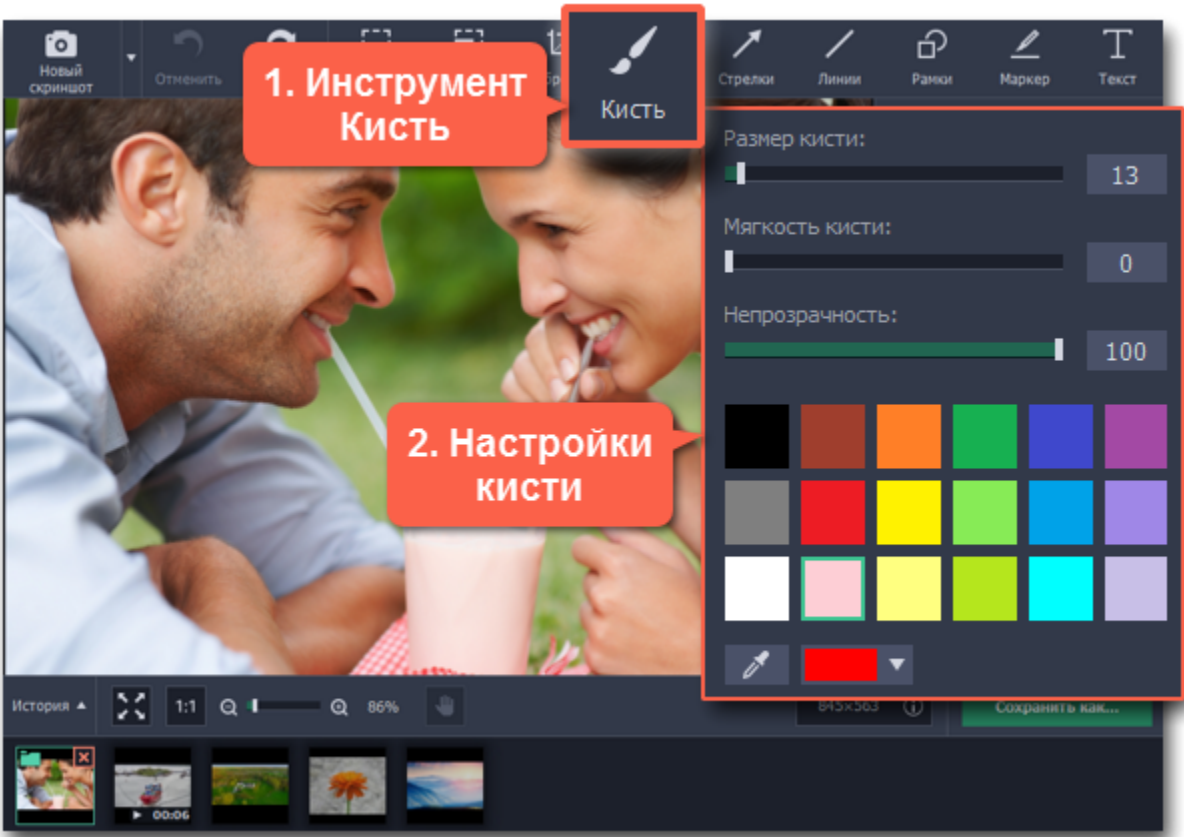 Новый
скриншот
Отменить
1. Инструмент
Кисть
Кисть
Стрелки
Линии
Рамки
Маркер
Текст
Размер кисти:
13
Мягкость кисти:
0
Непрозрачность:
100
2. Настройки
кисти
История
1:1
86%
845×563
Сохранить как...
00:06